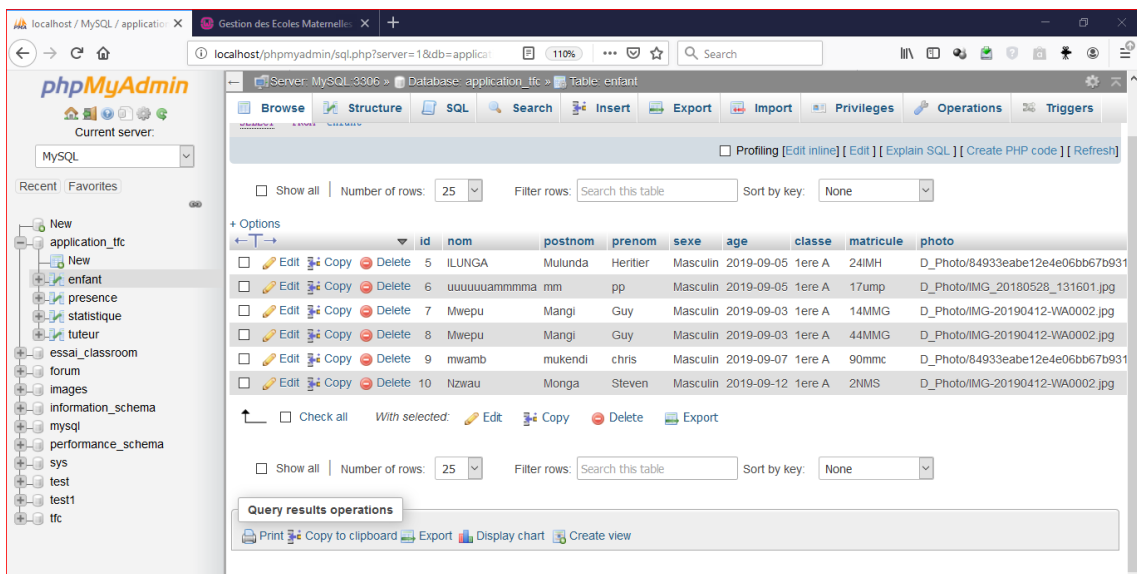 localhost / MySQL / application
Gestion des Ecoles Maternelles
localhost/phpmyadmin/sql.php?server=1&db=applicat
110%
Search
phpMyAdmin
Current server:
MySQL
Recent Favorites
New
application_tfc
New
enfant
presence
statistique
tuteur
essai_classroom
forum
images
information_schema
mysql
performance_schema
sys
test
test1
tfc
Server: MySQL:3306 » Database: application_tfc » Table: enfant
Browse Structure SQL Search Insert Export Import Privileges Operations Triggers
Profiling [Edit inline] [ Edit ] [ Explain SQL ] [ Create PHP code ] [ Refresh]
Show all | Number of rows: 25 Filter rows: Search this table Sort by key: None
+ Options
id nom postnom prenom sexe age classe matricule photo
Edit Copy Delete 5 ILUNGA Mulunda Heritier Masculin 2019-09-05 1ere A 24IMH D_Photo/84933eabe12e4e06bb67b931
Edit Copy Delete 6 uuuuuuammmma mm pp Masculin 2019-09-05 1ere A 17ump D_Photo/IMG_20180528_131601.jpg
Edit Copy Delete 7 Mwepu Mangi Guy Masculin 2019-09-03 1ere A 14MMG D_Photo/IMG-20190412-WA0002.jpg
Edit Copy Delete 8 Mwepu Mangi Guy Masculin 2019-09-03 1ere A 44MMG D_Photo/IMG-20190412-WA0002.jpg
Edit Copy Delete 9 mwamb mukendi chris Masculin 2019-09-07 1ere A 90mmc D_Photo/84933eabe12e4e06bb67b931
Edit Copy Delete 10 Nzwau Monga Steven Masculin 2019-09-12 1ere A 2NMS D_Photo/IMG-20190412-WA0002.jpg
Check all With selected: Edit Copy Delete Export
Show all | Number of rows: 25 Filter rows: Search this table Sort by key: None
Query results operations
Print Copy to clipboard Export Display chart Create view